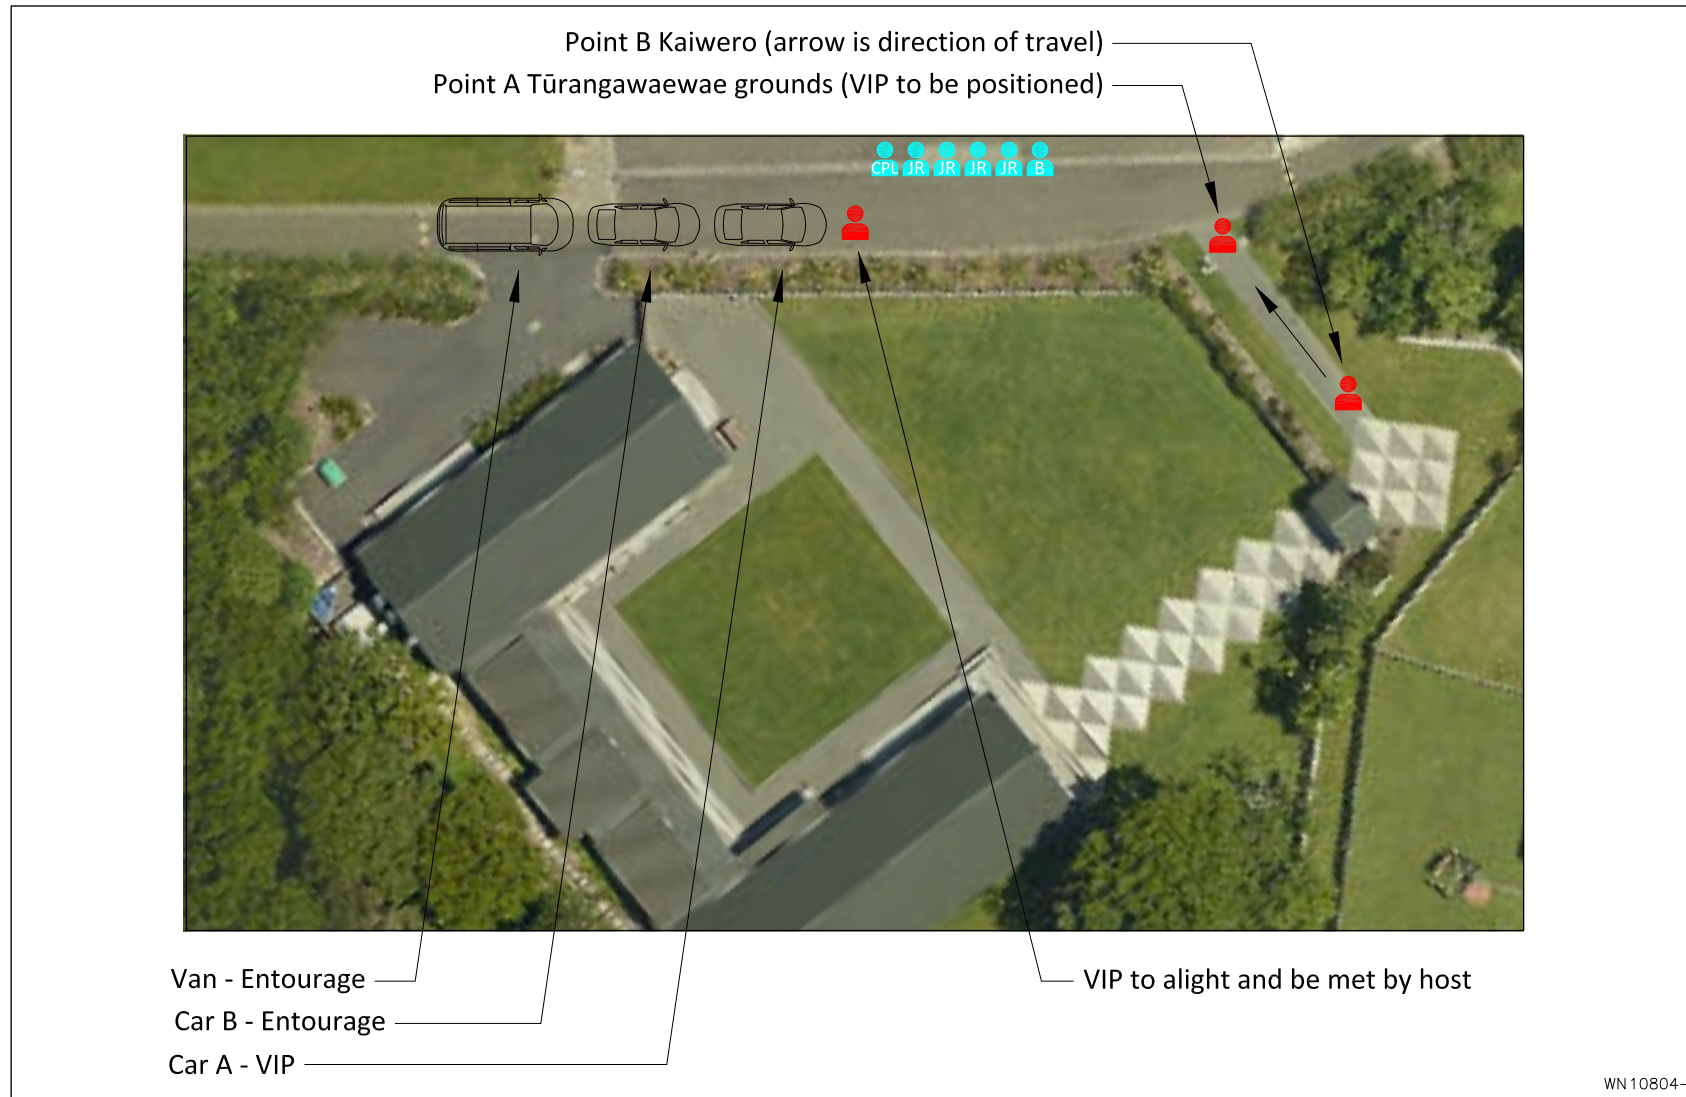 Point B Kaiwero (arrow is direction of travel)
Point A Tūrangawaewae grounds (VIP to be positioned)
CPL JR JR JR JR B
Van - Entourage
VIP to alight and be met by host
Car B - Entourage
Car A - VIP
WN10804-